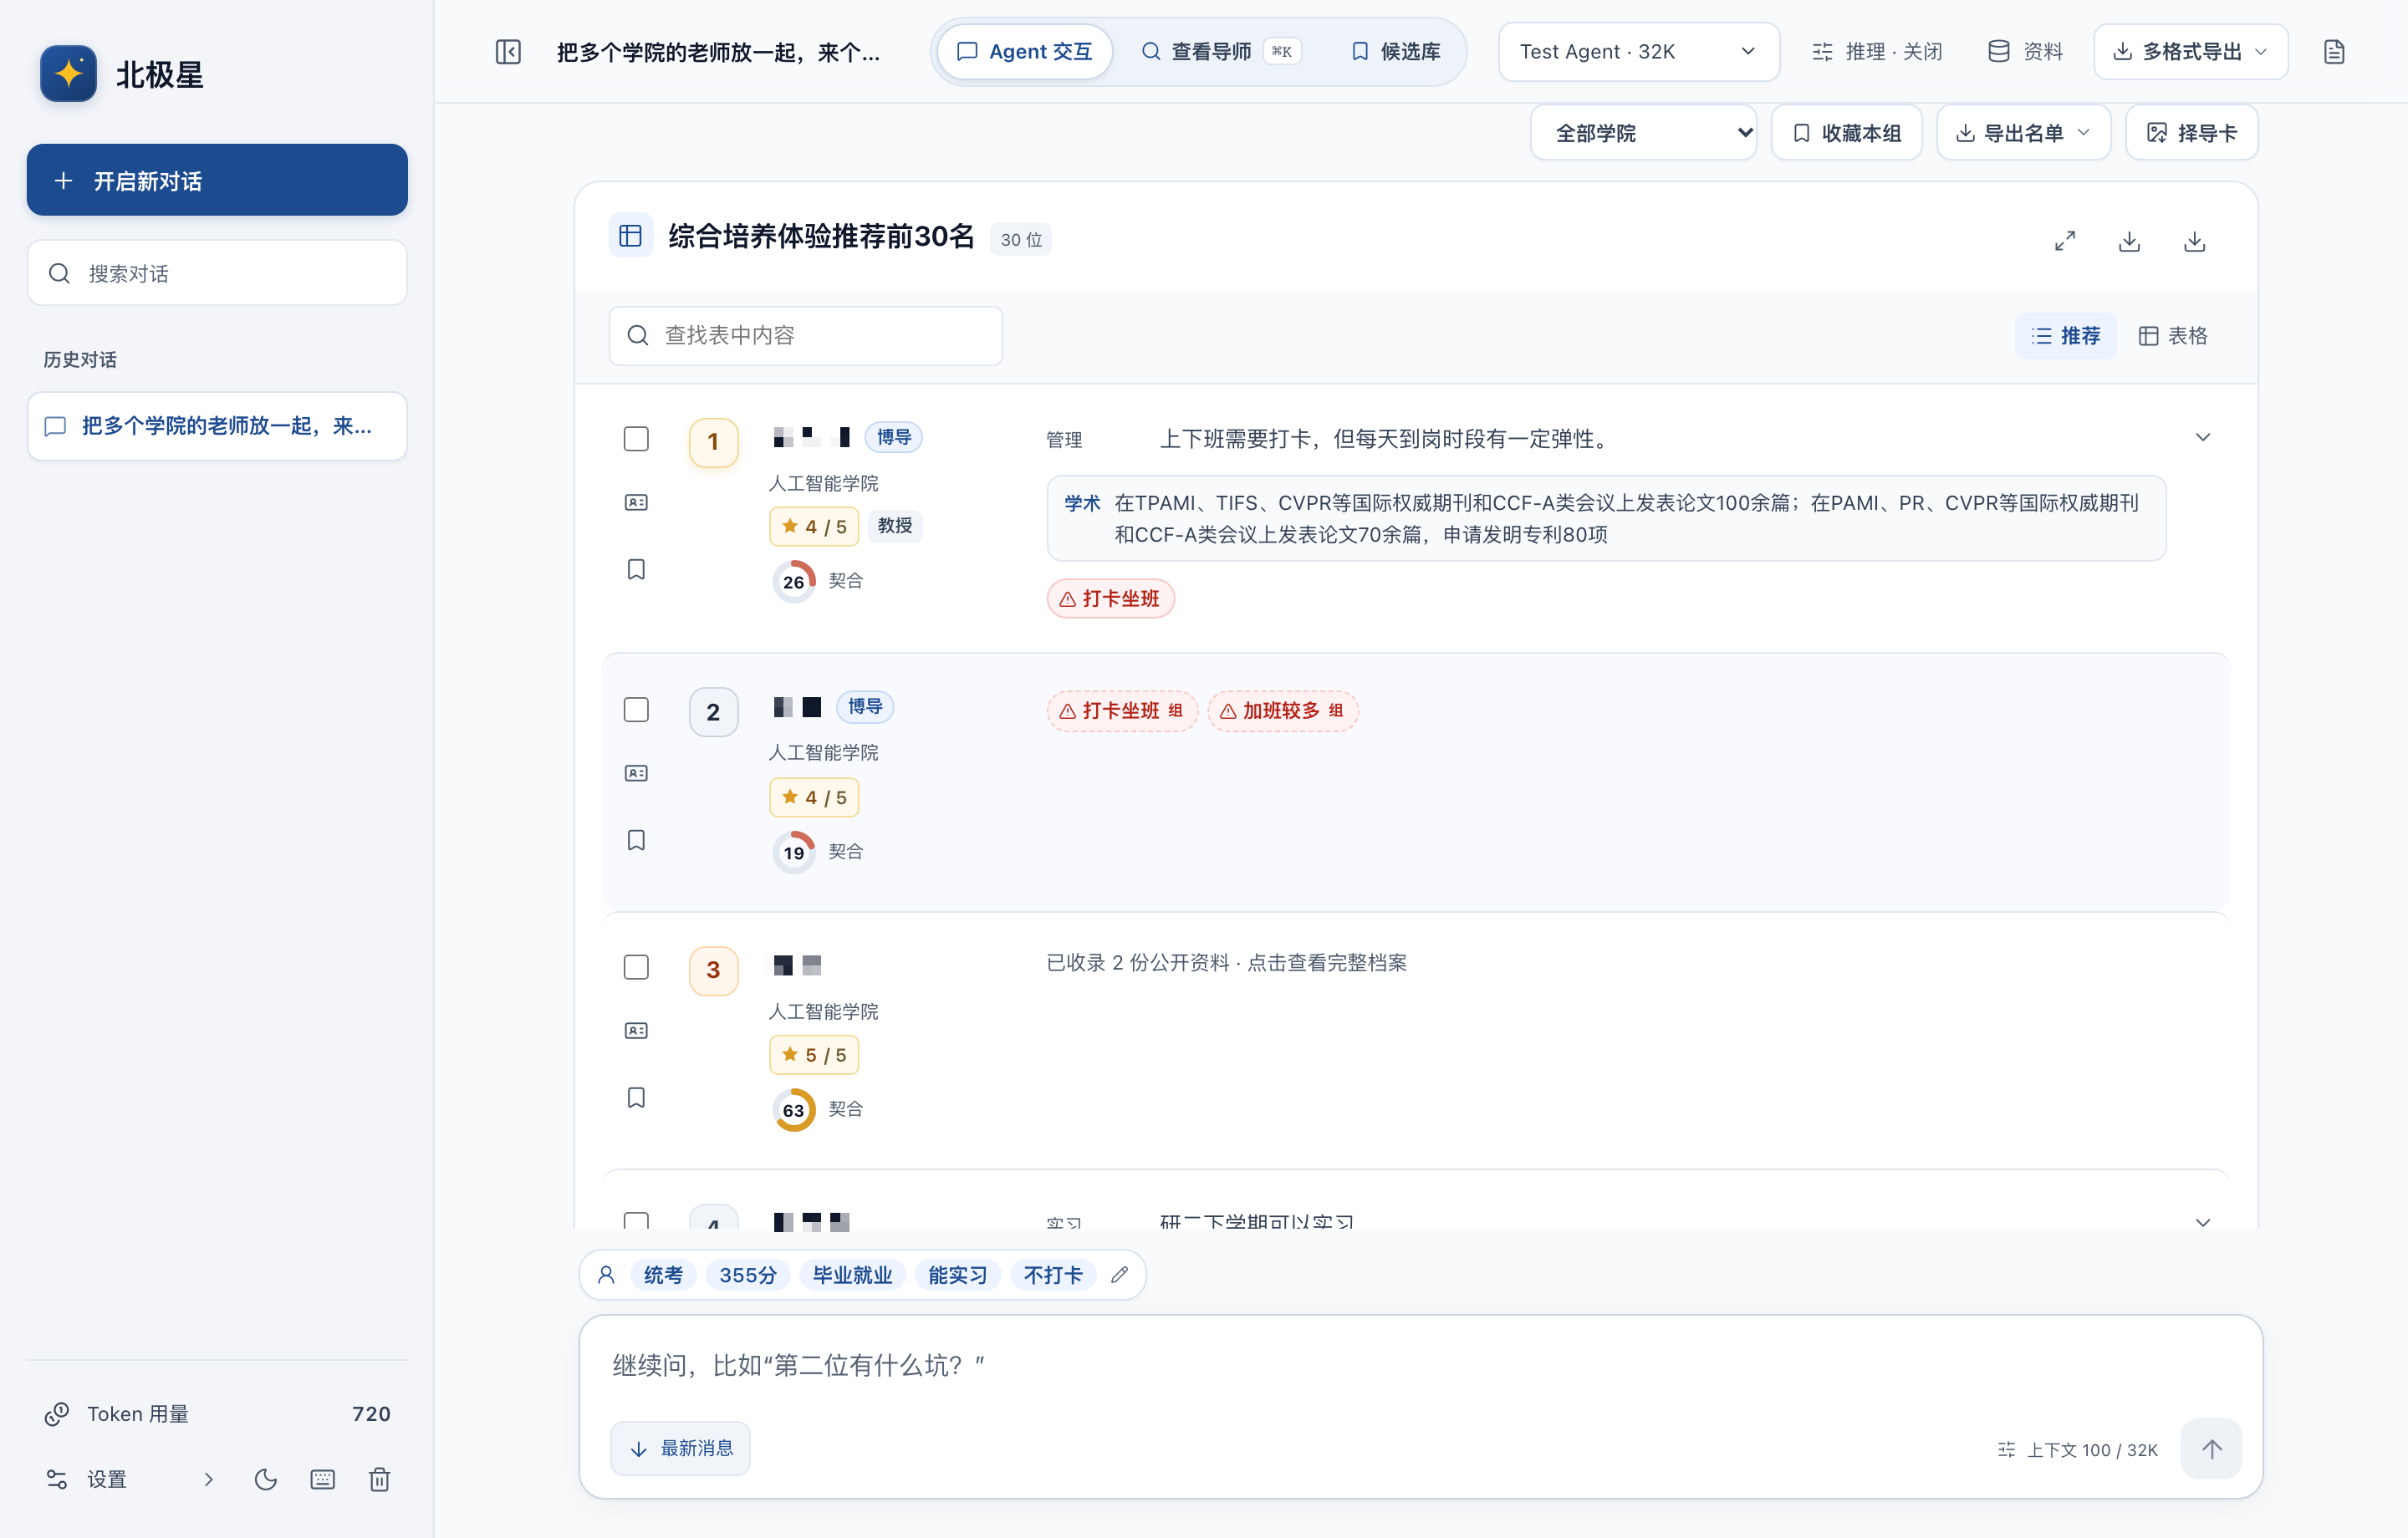 北极星
开启新对话
搜索对话
历史对话
把多个学院的老师放一起，来...
Token 用量 720
设置
把多个学院的老师放一起，来个...
Agent 交互
查看导师 ⌘K
候选库
Test Agent · 32K
推理 · 关闭
资料
多格式导出
全部学院
收藏本组
导出名单
择导卡
综合培养体验推荐前30名 30 位
查找表中内容
推荐
表格
1
博导
人工智能学院
4 / 5 教授
26 契合
管理 上下班需要打卡，但每天到岗时段有一定弹性。
学术 在TPAMI、TIFS、CVPR等国际权威期刊和CCF-A类会议上发表论文100余篇；在PAMI、PR、CVPR等国际权威期刊
和CCF-A类会议上发表论文70余篇，申请发明专利80项
打卡坐班
2
博导
人工智能学院
4 / 5
19 契合
打卡坐班 组
加班较多 组
3
人工智能学院
5 / 5
63 契合
已收录 2 份公开资料 · 点击查看完整档案
4
实习 研二下学期可以实习
统考 355分 毕业就业 能实习 不打卡
继续问，比如“第二位有什么坑？”
最新消息
上下文 100 / 32K